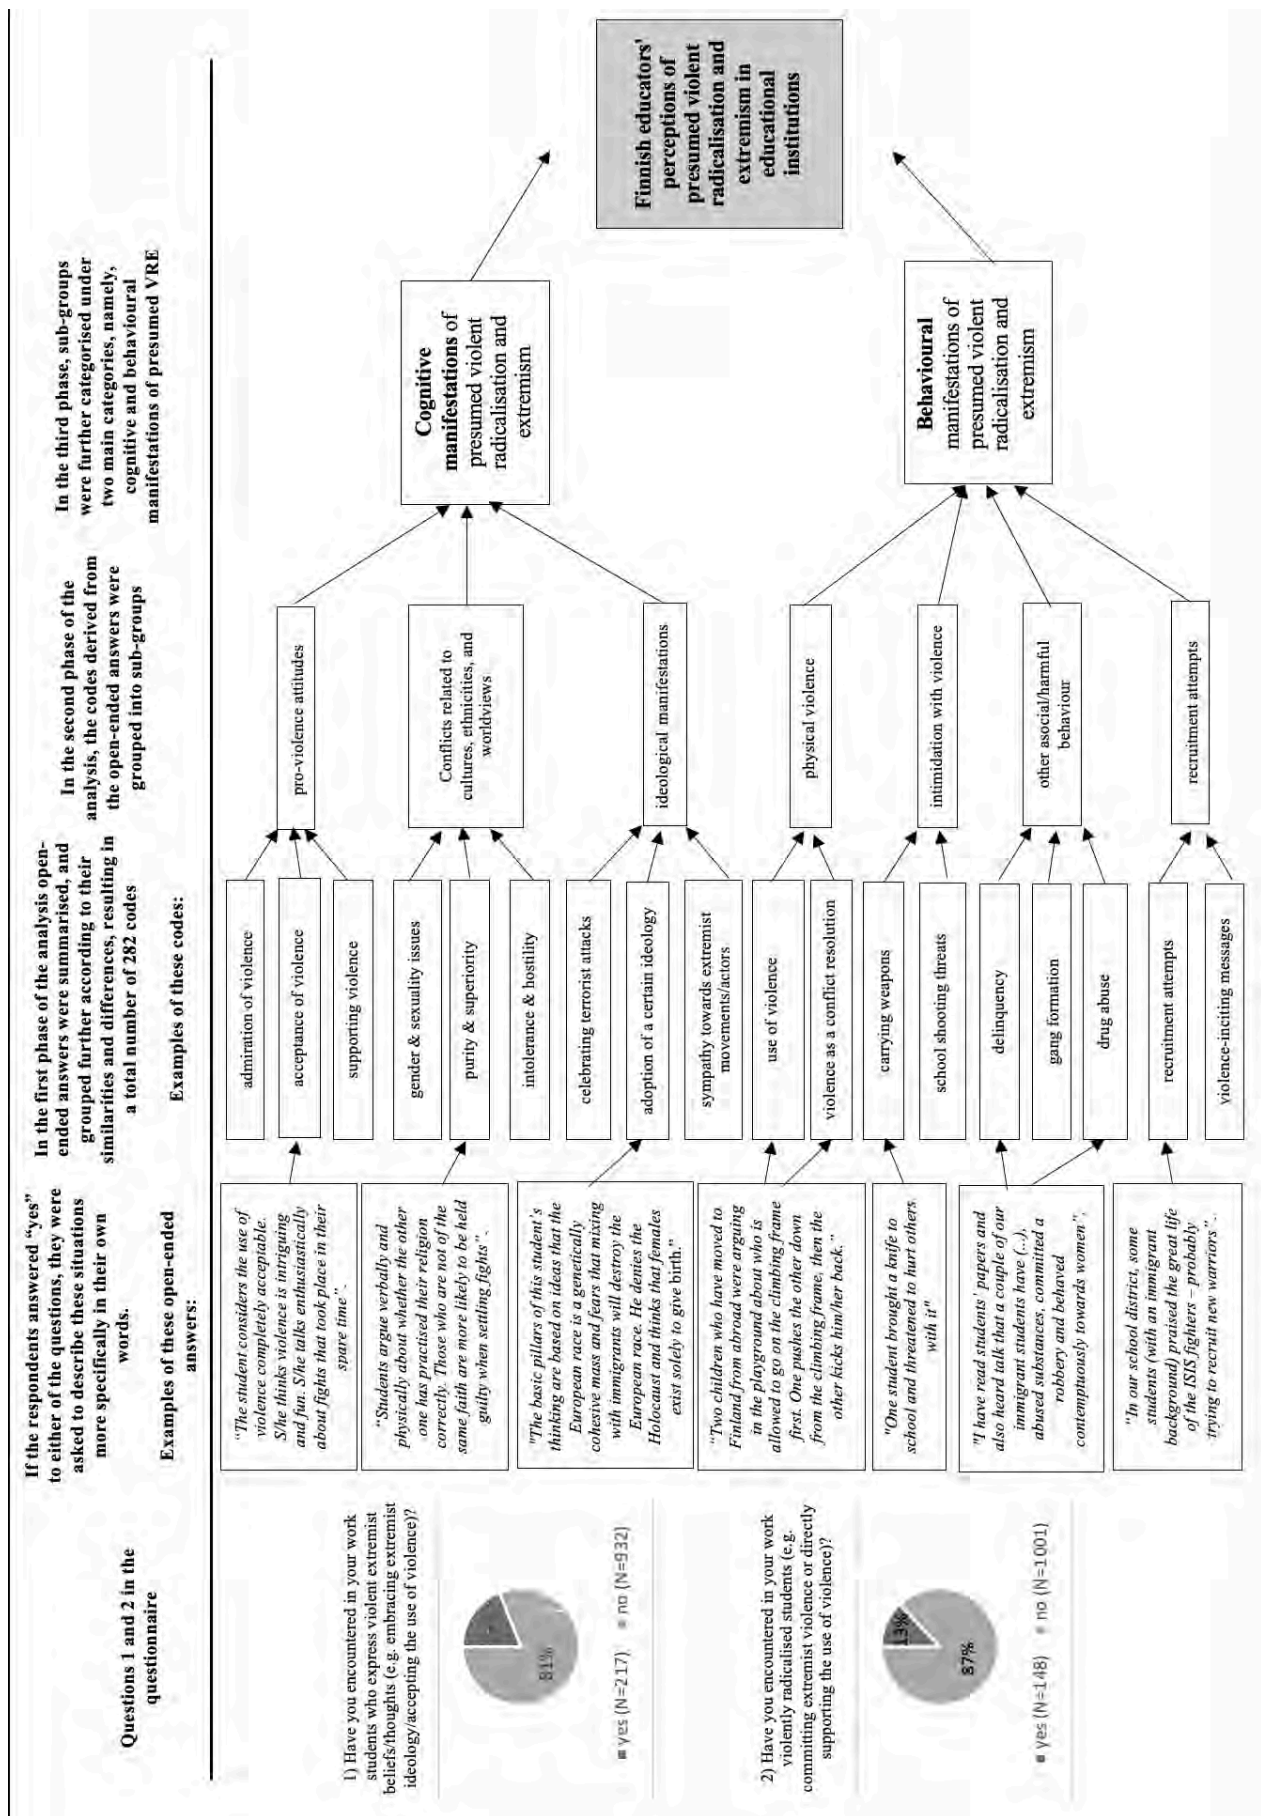 Questions 1 and 2 in the
questionnaire
If the respondents answered “yes”
to either of the questions, they were
asked to describe these situations
more specifically in their own
words.
Examples of these open-ended
answers:
In the first phase of the analysis open-
ended answers were summarised, and
grouped further according to their
similarities and differences, resulting in
a total number of 282 codes
Examples of these codes:
In the second phase of the
analysis, the codes derived from
the open-ended answers were
grouped into sub-groups
In the third phase, sub-groups
were further categorised under
two main categories, namely,
cognitive and behavioural
manifestations of presumed VRE
1) Have you encountered in your work
students who express violent extremist
beliefs/thoughts (e.g. embracing extremist
ideology/accepting the use of violence)?
81%
yes (N=217) no (N=932)
2) Have you encountered in your work
violently radicalised students (e.g.
committing extremist violence or directly
supporting the use of violence)?
13%
87%
yes (N=148) no (N=1001)
“The student considers the use of
violence completely acceptable.
S/he thinks violence is intriguing
and fun. S/he talks enthusiastically
about fights that took place in their
spare time”.
“Students argue verbally and
physically about whether the other
one has practised their religion
correctly. Those who are not of the
same faith are more likely to be held
guilty when settling fights”.
"The basic pillars of this student’s
thinking are based on ideas that the
European race is a genetically
cohesive mass and fears that mixing
with immigrants will destroy the
European race. He denies the
Holocaust and thinks that females
exist solely to give birth."
“Two children who have moved to
Finland from abroad were arguing
in the playground about who is
allowed to go on the climbing frame
first. One pushes the other down
from the climbing frame, then the
other kicks him/her back.”
"One student brought a knife to
school and threatened to hurt others
with it"
"I have read students’ papers and
also heard talk that a couple of our
immigrant students have (...),
abused substances, committed a
robbery and behaved
contemptuously towards women".
"In our school district, some
students (with an immigrant
background) praised the great life
of the ISIS fighters – probably
trying to recruit new warriors".
admiration of violence
acceptance of violence
supporting violence
gender & sexuality issues
purity & superiority
intolerance & hostility
celebrating terrorist attacks
adoption of a certain ideology
sympathy towards extremist
movements/actors
use of violence
violence as a conflict resolution
carrying weapons
school shooting threats
delinquency
gang formation
drug abuse
recruitment attempts
violence-inciting messages
pro-violence attitudes
Conflicts related to
cultures, ethnicities, and
worldviews
ideological manifestations
physical violence
intimidation with violence
other asocial/harmful
behaviour
recruitment attempts
Cognitive
manifestations of
presumed violent
radicalisation and
extremism
Behavioural
manifestations of
presumed violent
radicalisation and
extremism
Finnish educators'
perceptions of
presumed violent
radicalisation and
extremism in
educational
institutions